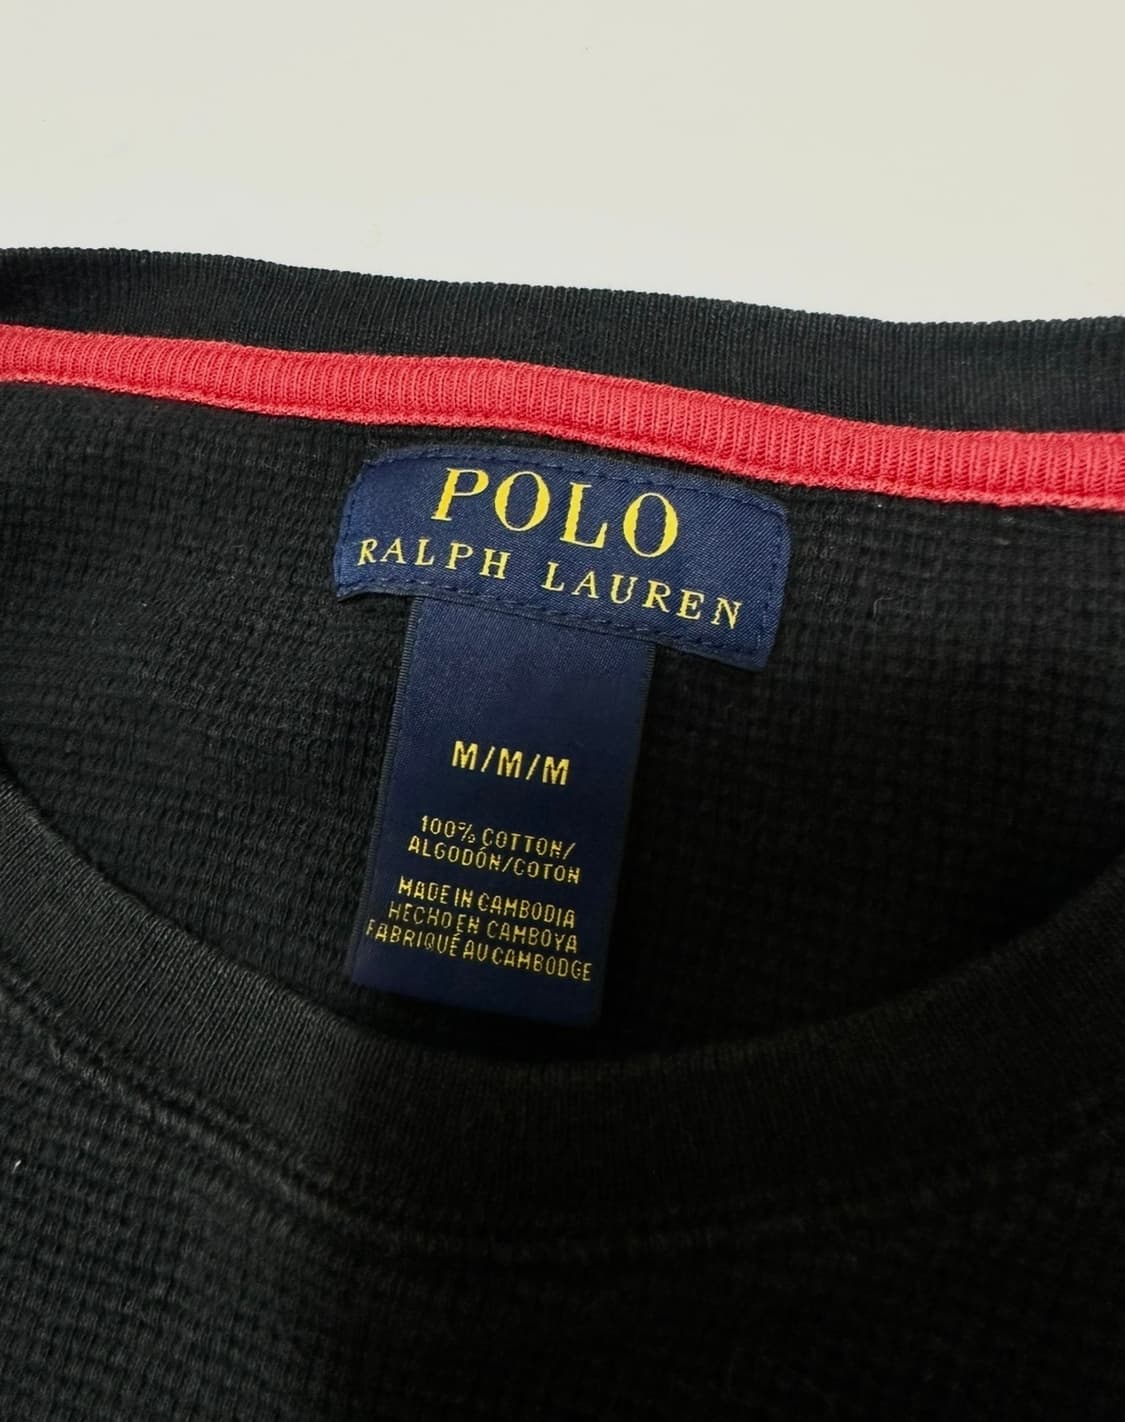 POLO
RALPH LAUREN
M/M/M
100% COTTON/
ALGODÓN/COTON
MADE IN CAMBODIA
HECHO EN CAMBOYA
FABRIQUÉ AU CAMBODGE